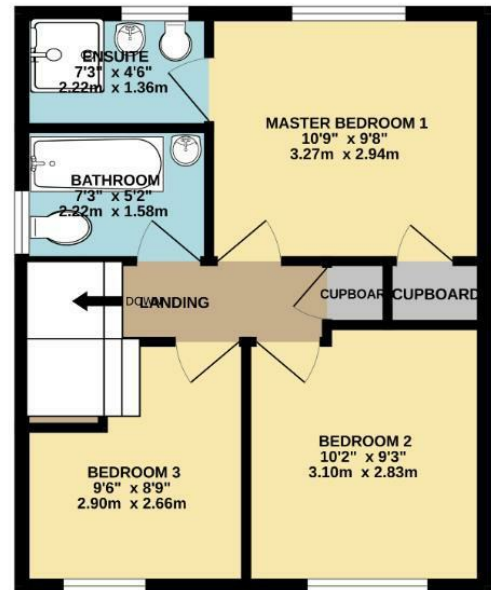 ENSUITE
7'3" x 4'6"
2.22m x 1.36m
MASTER BEDROOM 1
10'9" x 9'8"
3.27m x 2.94m
BATHROOM
7'3" x 5'2"
2.22m x 1.58m
DOWN
LANDING
CUPBOAR
CUPBOARD
BEDROOM 3
9'6" x 8'9"
2.90m x 2.66m
BEDROOM 2
10'2" x 9'3"
3.10m x 2.83m